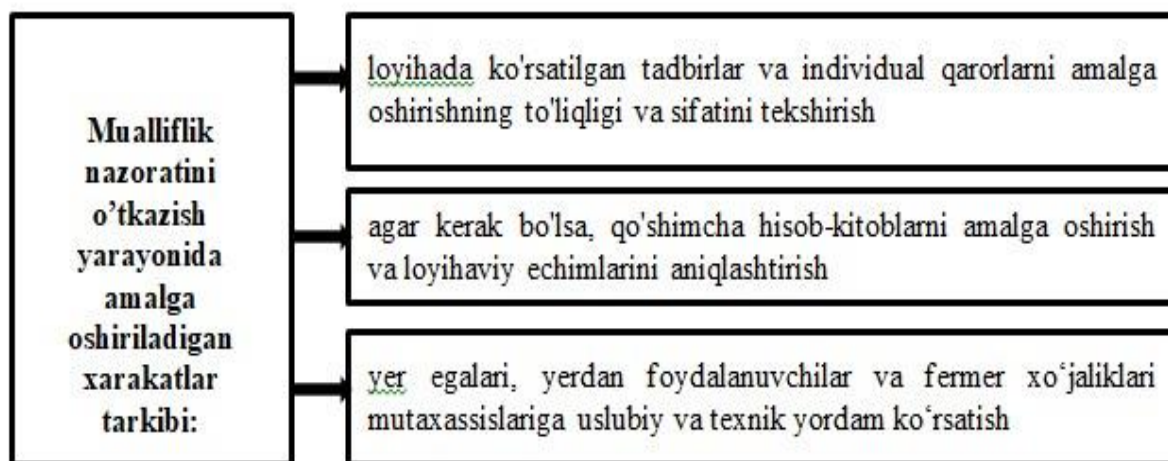 Mualliflik
nazoratini
o’tkazish
yarayonida
amalga
oshiriladigan
xarakatlar
tarkibi:
loyihada ko'rsatilgan tadbirlar va individual qarorlarni amalga
oshirishning to'liqligi va sifatini tekshirish
agar kerak bo'lsa, qo'shimcha hisob-kitoblarni amalga oshirish
va loyihaviy echimlarini aniqlashtirish
yer egalari, yerdan foydalanuvchilar va fermer xo‘jaliklari
mutaxassislariga uslubiy va texnik yordam ko‘rsatish